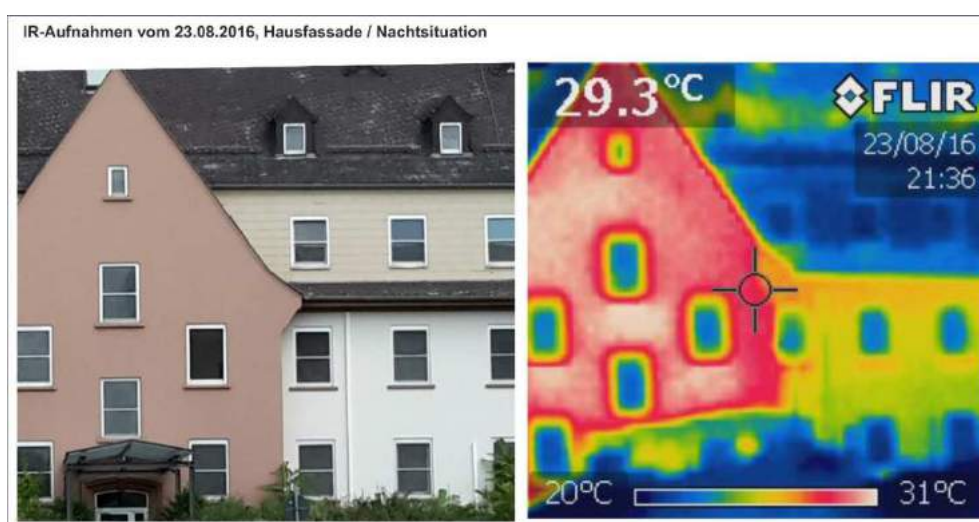 IR-Aufnahmen vom 23.08.2016, Hausfassade / Nachtsituation
29.3°C
FLIR
23/08/16
21:36
20°C
31°C